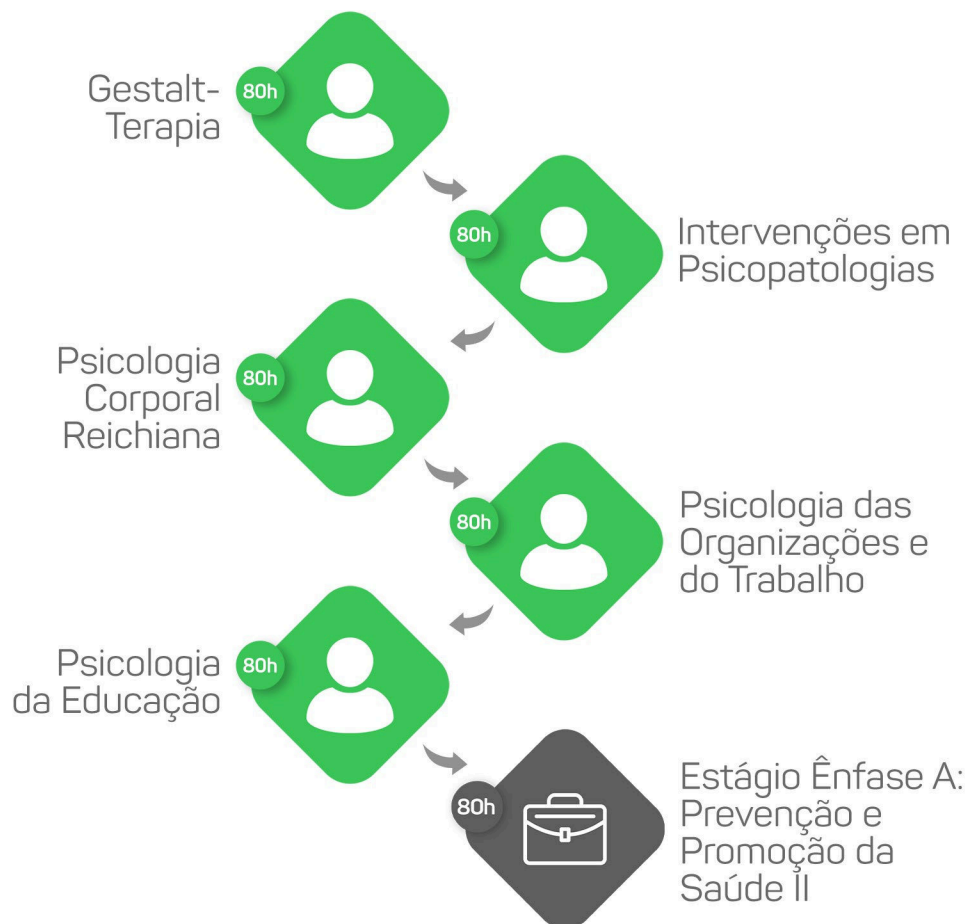 Gestalt-
Terapia
80h
80h
Intervenções em
Psicopatologias
Psicologia
Corporal
Reichiana
80h
80h
Psicologia das
Organizações e
do Trabalho
Psicologia
da Educação
80h
80h
Estágio Ênfase A:
Prevenção e
Promoção da
Saúde II